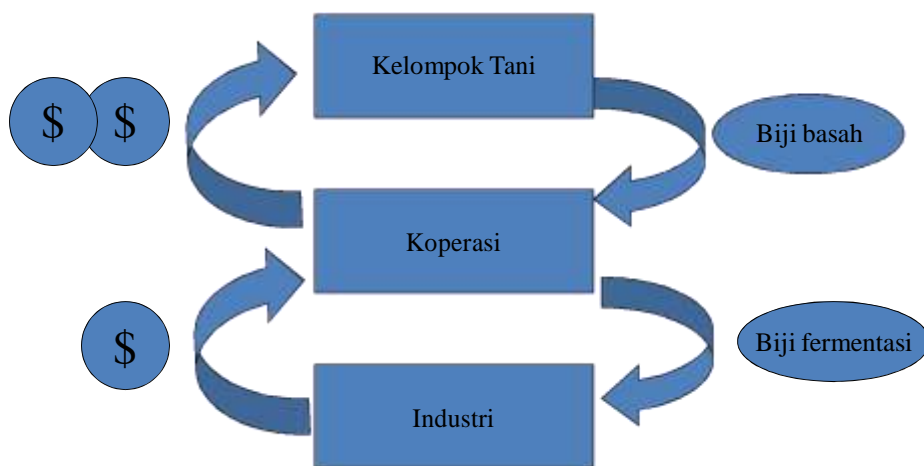 Kelompok Tani
$ $
Biji basah
Koperasi
$
Biji fermentasi
Industri